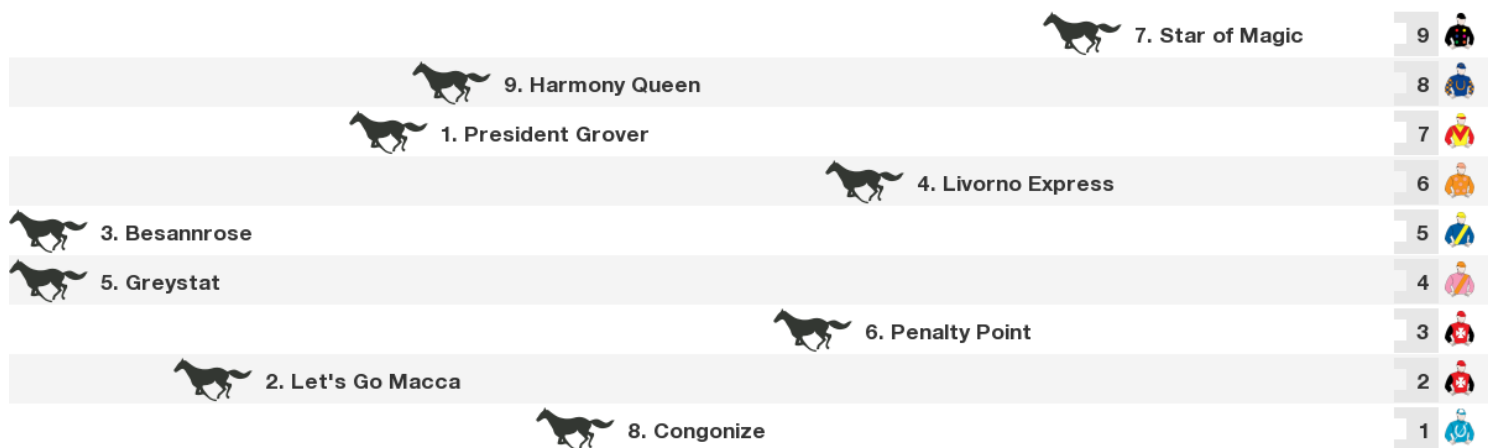 7. Star of Magic 9
9. Harmony Queen 8
1. President Grover 7
4. Livorno Express 6
3. Besannrose 5
5. Greystat 4
6. Penalty Point 3
2. Let's Go Macca 2
8. Congonize 1